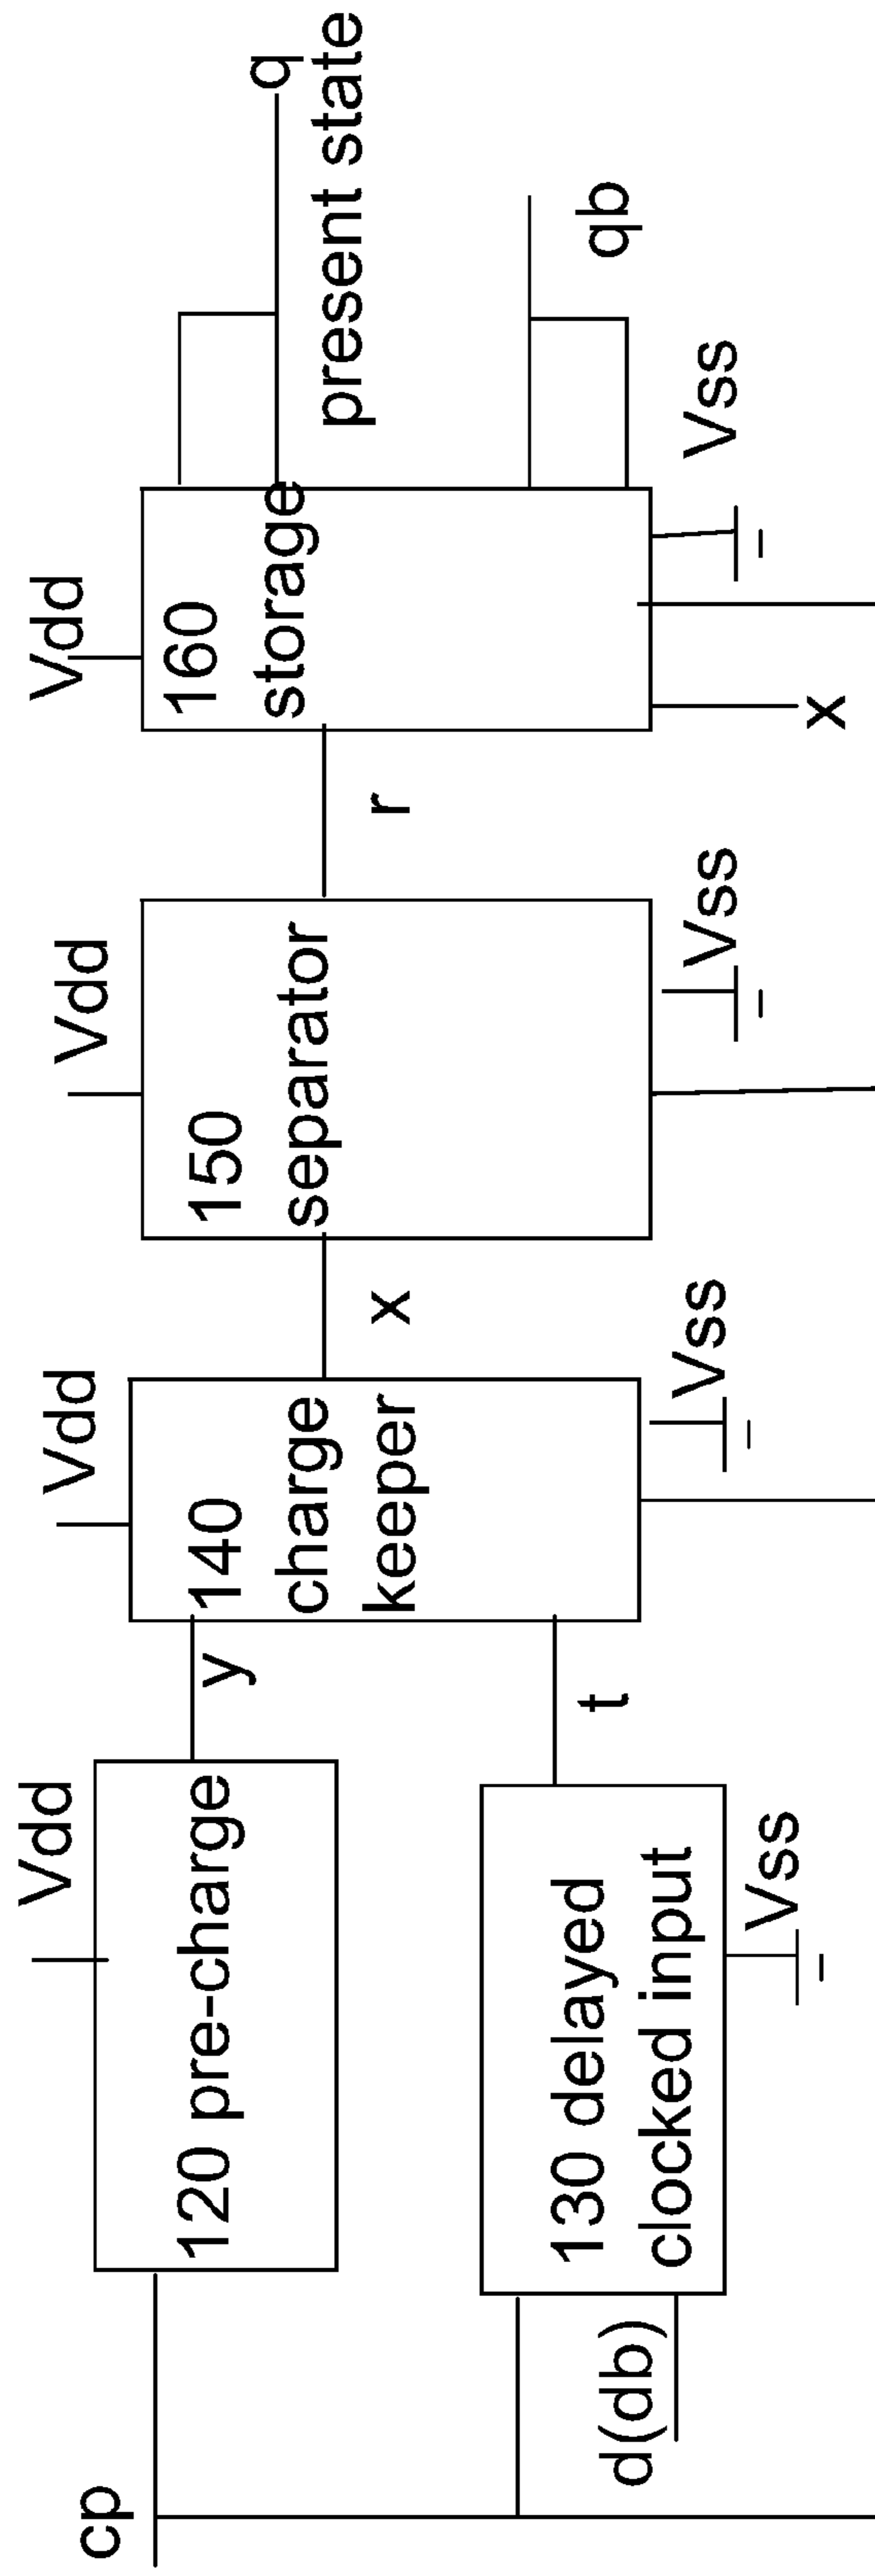 cp
Vdd
120 pre-charge
y
d(db)
130 delayed
clocked input
Vss
t
Vdd
140
charge
keeper
Vss
x
Vdd
150
separator
Vss
r
Vdd
160
storage
x
Vss
q
present state
qb